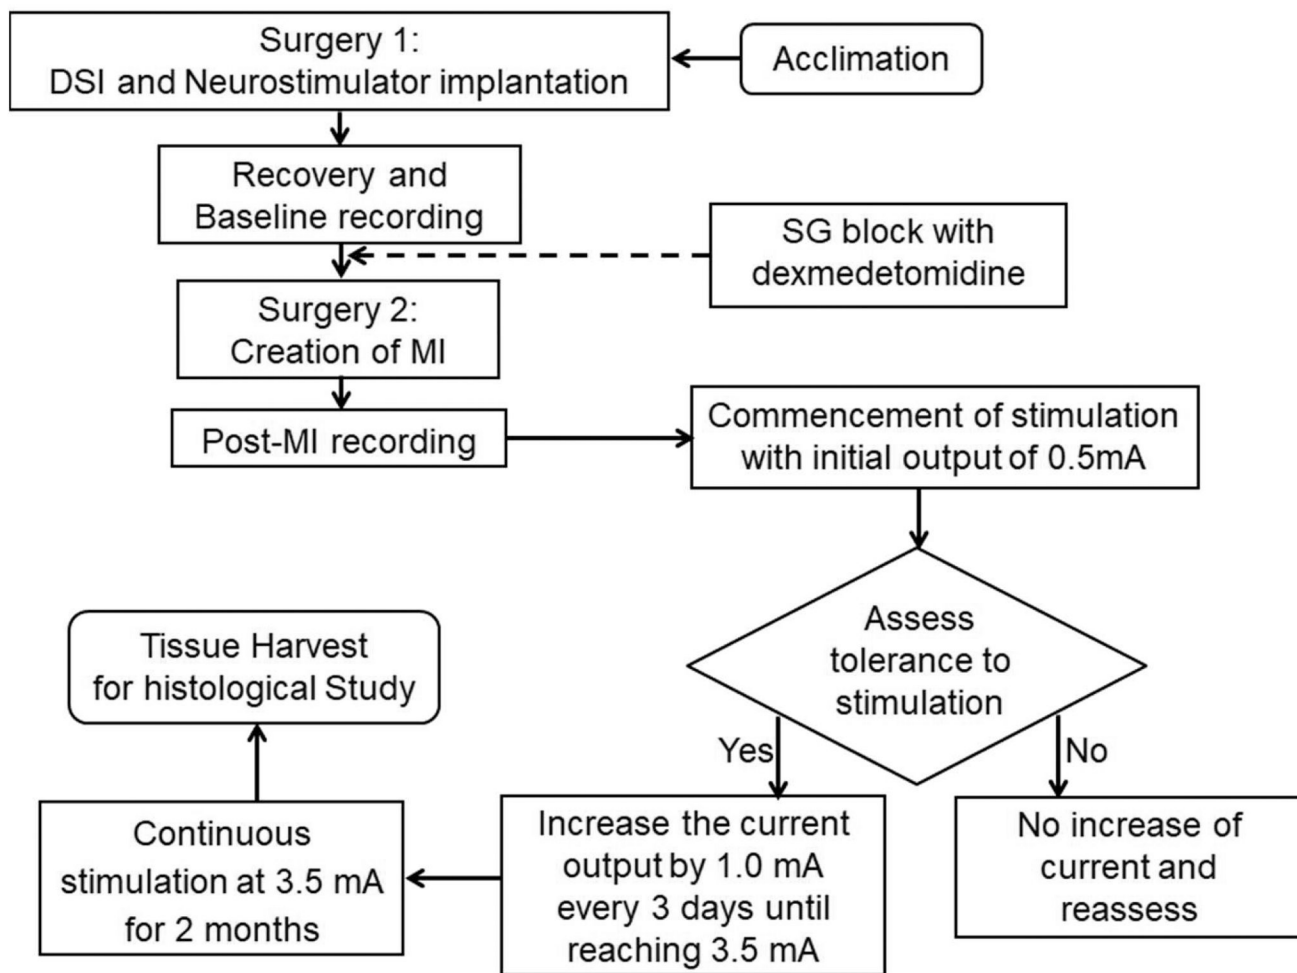 Surgery 1:
DSI and Neurostimulator implantation
Acclimation
Recovery and
Baseline recording
SG block with
dexmedetomidine
Surgery 2:
Creation of MI
Post-MI recording
Commencement of stimulation
with initial output of 0.5mA
Assess
tolerance to
stimulation
Yes
No
Increase the current
output by 1.0 mA
every 3 days until
reaching 3.5 mA
No increase of
current and
reassess
Continuous
stimulation at 3.5 mA
for 2 months
Tissue Harvest
for histological Study